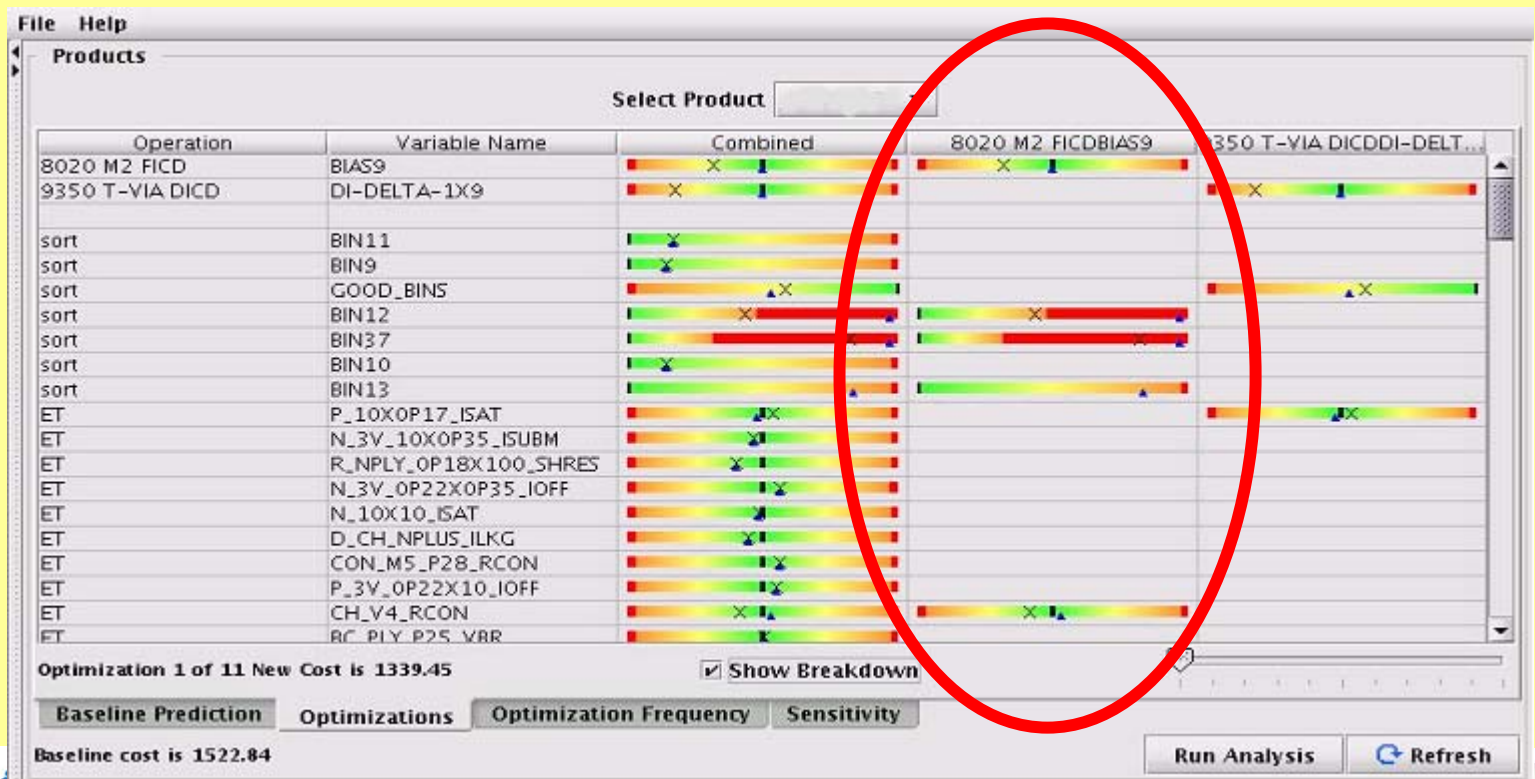 File Help
Products
Select Product
Operation Variable Name Combined 8020 M2 FICDBIAS9 9350 T-VIA DICDDI-DELT...
8020 M2 FICD BIAS9
9350 T-VIA DICD DI-DELTA-1X9
sort BIN11
sort BIN9
sort GOOD_BINS
sort BIN12
sort BIN37
sort BIN10
sort BIN13
ET P_10X0P17_ISAT
ET N_3V_10X0P35_ISUBM
ET R_NPLY_0P18X100_SHRES
ET N_3V_0P22X0P35_IOFF
ET N_10X10_ISAT
ET D_CH_NPLUS_ILKG
ET CON_M5_P28_RCON
ET P_3V_0P22X10_IOFF
ET CH_V4_RCON
ET BC_PLY_P25_VBR
Optimization 1 of 11 New Cost is 1339.45 Show Breakdown
Baseline Prediction Optimizations Optimization Frequency Sensitivity
Baseline cost is 1522.84 Run Analysis Refresh